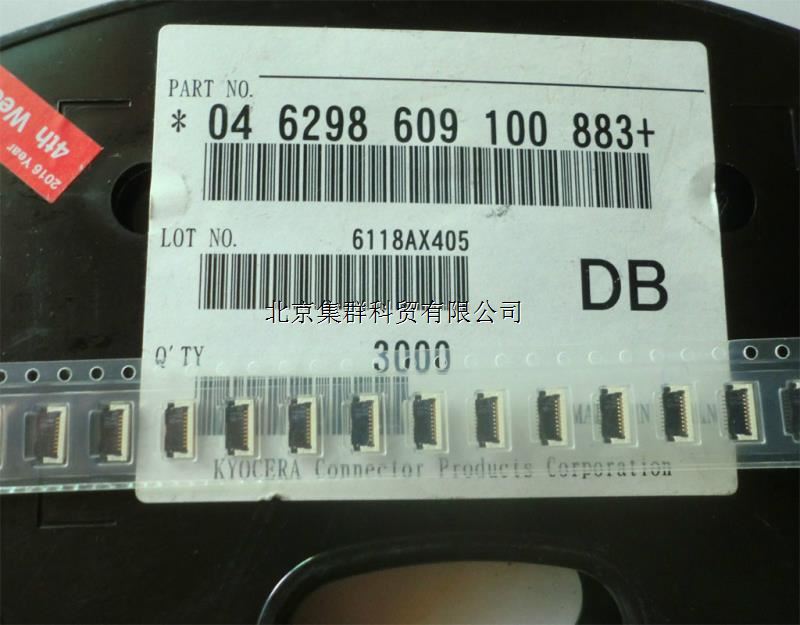 PART NO.
* 04 6298 609 100 883+
2016 Year
4th Wee
LOT NO. 6118AX405
DB
北京集群科贸有限公司
Q'TY 3000
KYOCERA Connector Products Corporation